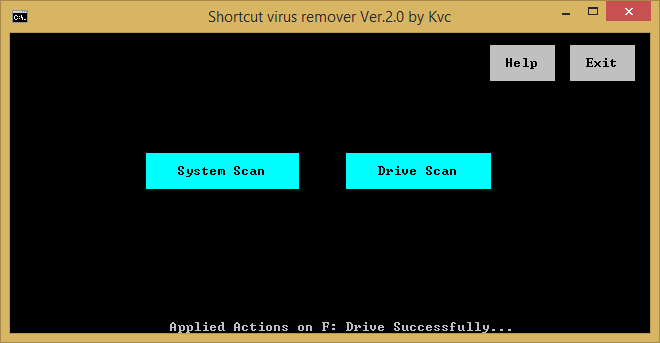 Shortcut virus remover Ver.2.0 by Kvc
Help Exit
System Scan Drive Scan
Applied Actions on F: Drive Successfully...